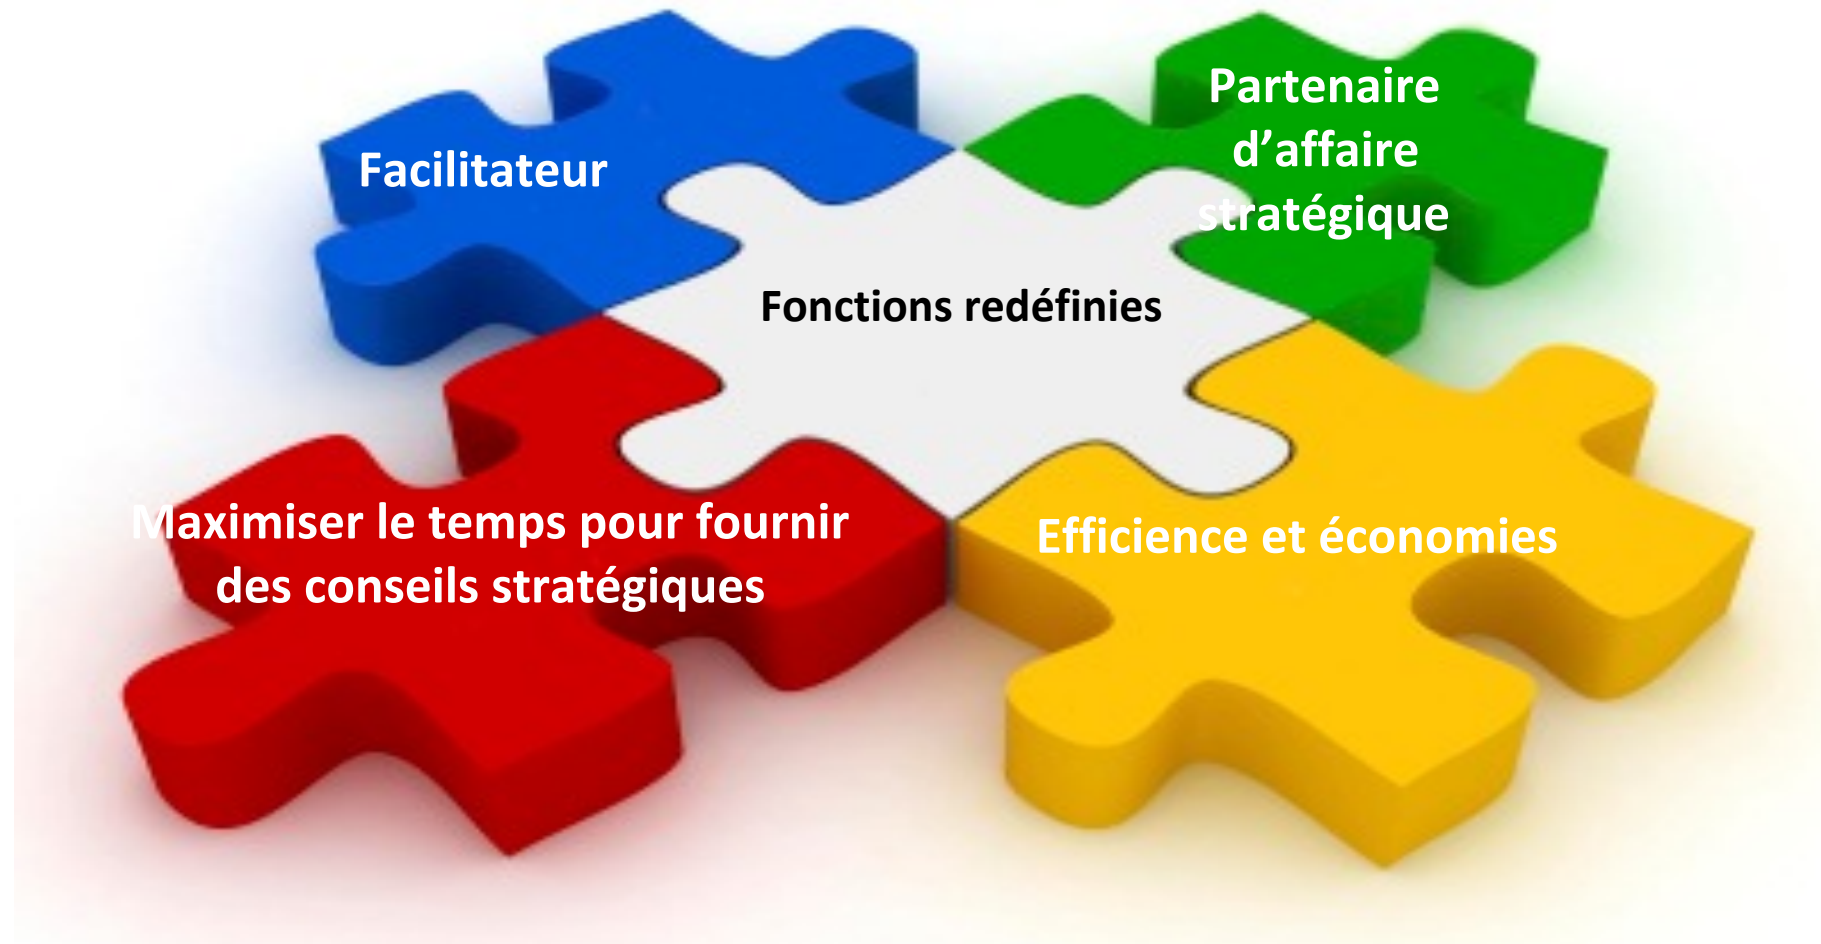 Facilitateur
Partenaire
d’affaire
stratégique
Fonctions redéfinies
Maximiser le temps pour fournir
des conseils stratégiques
Efficience et économies